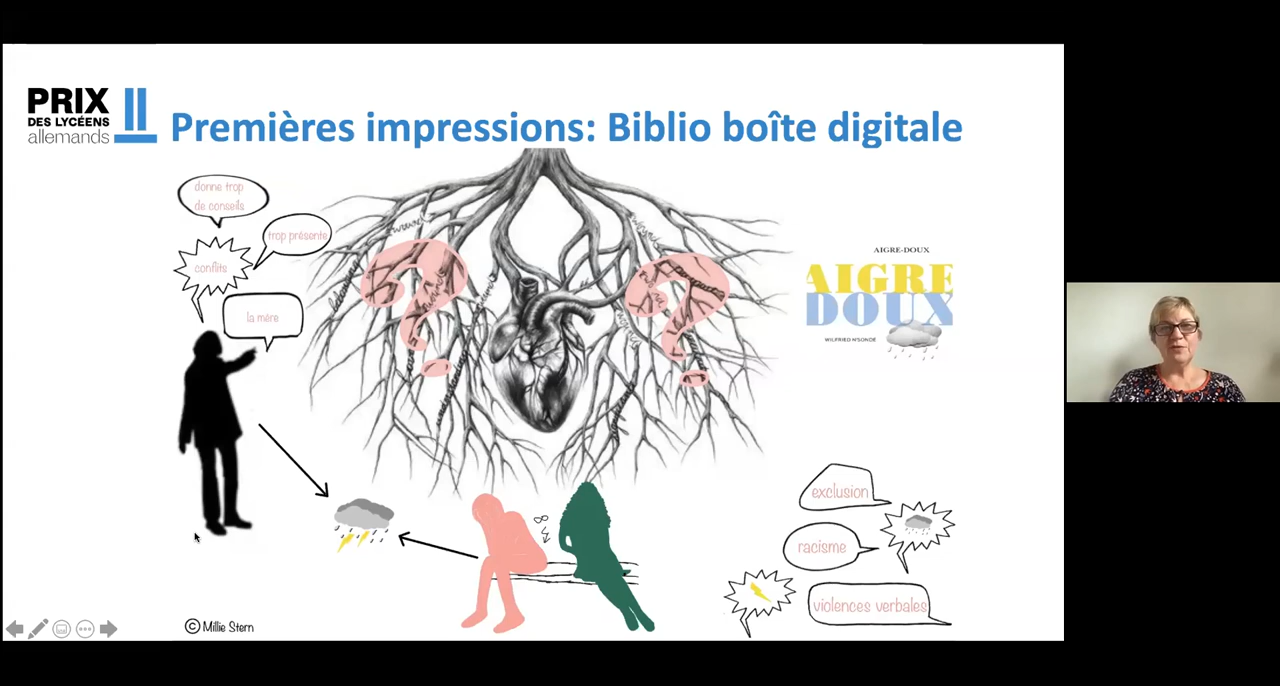 PRIX
DES LYCÉENS
allemands
Premières impressions: Biblio boîte digitale
donne trop
de conseils
trop présente
conflits
la mère
AIGRE-DOUX
AIGRE
DOUX
WILFRIED N'SONDÉ
exclusion
racisme
violences verbales
© Millie Stern